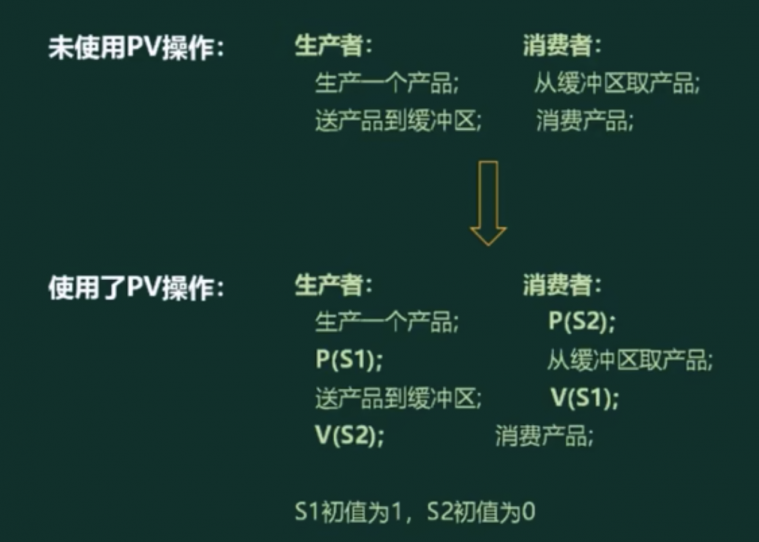 未使用PV操作： 生产者： 消费者：
生产一个产品; 从缓冲区取产品;
送产品到缓冲区; 消费产品;
使用了PV操作： 生产者： 消费者：
生产一个产品; P(S2);
P(S1); 从缓冲区取产品;
送产品到缓冲区; V(S1);
V(S2); 消费产品;
S1初值为1，S2初值为0